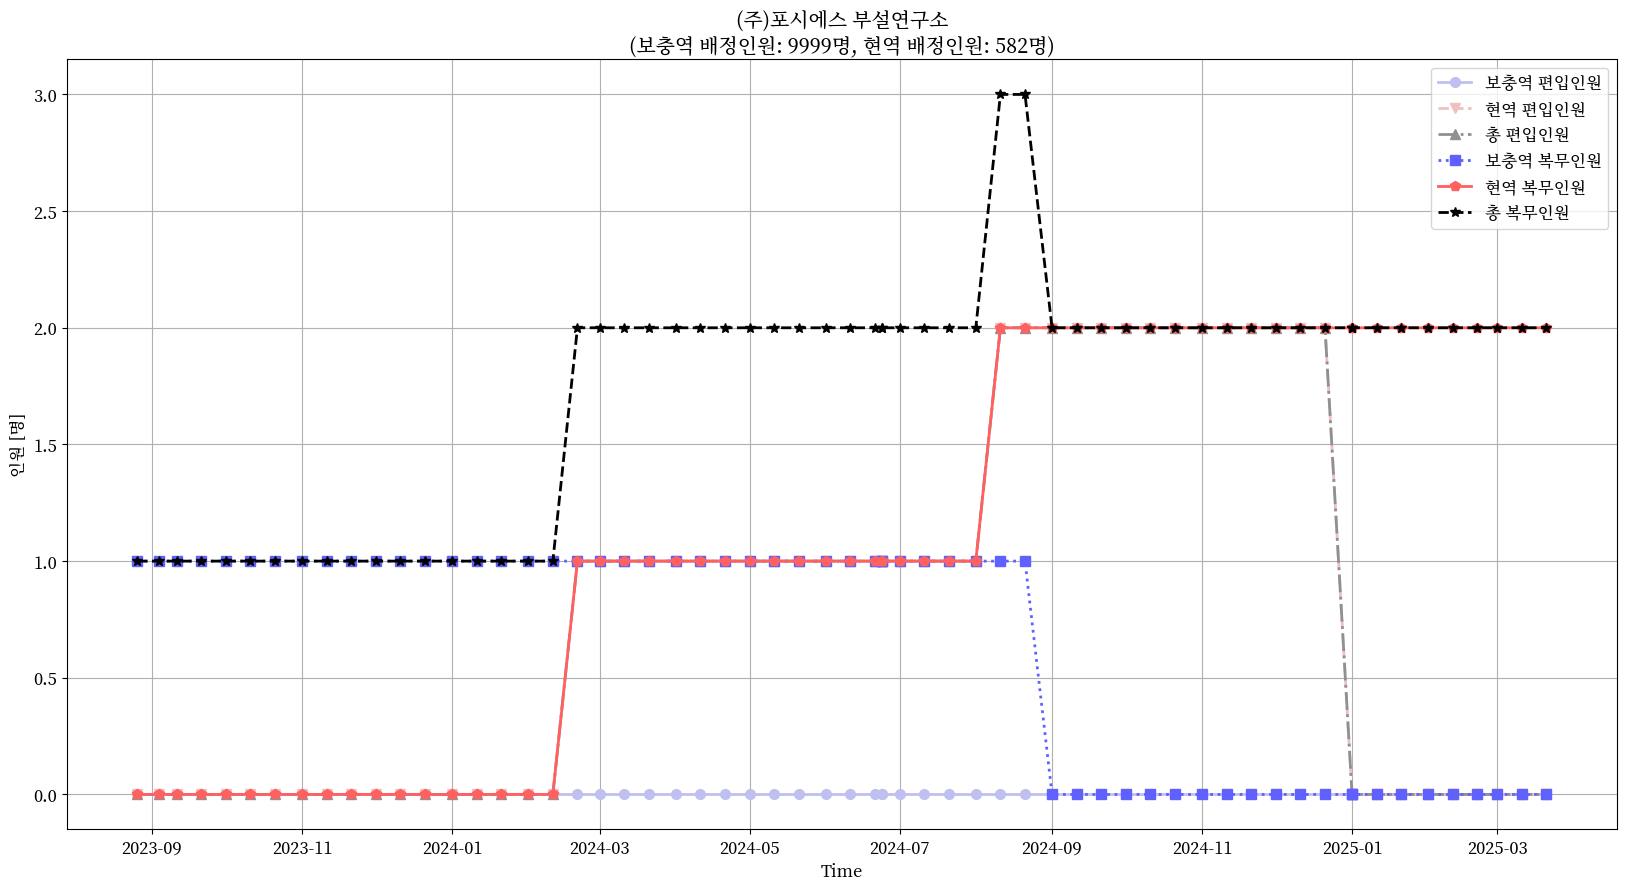 (주)포시에스 부설연구소
(보충역 배정인원: 9999명, 현역 배정인원: 582명)
보충역 편입인원
현역 편입인원
총 편입인원
보충역 복무인원
현역 복무인원
총 복무인원
인원 [명]
3.0
2.5
2.0
1.5
1.0
0.5
0.0
2023-09
2023-11
2024-01
2024-03
2024-05
2024-07
2024-09
2024-11
2025-01
2025-03
Time